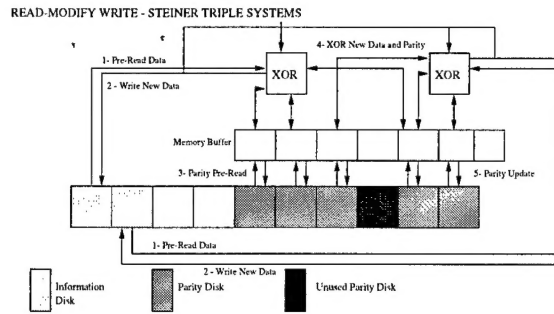 READ-MODIFY WRITE - STEINER TRIPLE SYSTEMS
4- XOR New Data and Parity
1- Pre-Read Data
XOR
XOR
2 - Write New Data
Memory Buffer
3- Parity Pre-Read
5- Parity Update
1-Pre-Read Data
2 - Write New Data
Information
Disk
Parity Disk
Unused Parity Disk